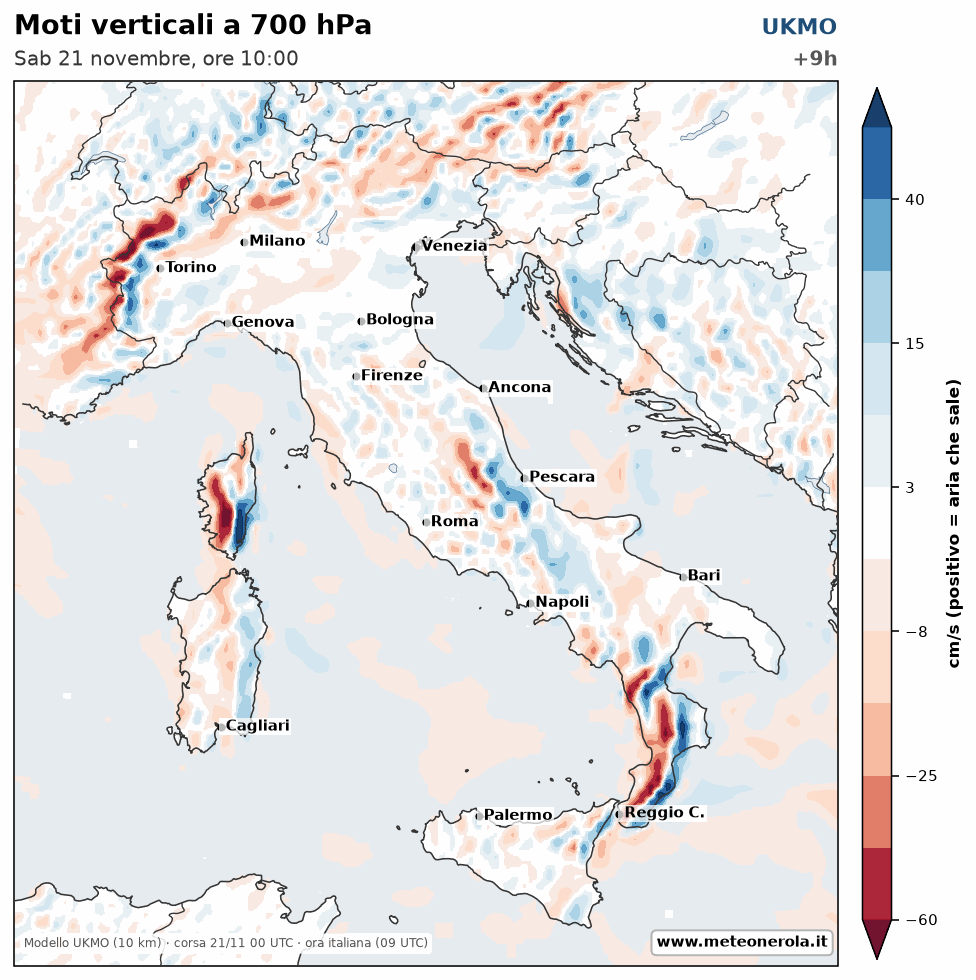 Moti verticali a 700 hPa
UKMO
Sab 21 novembre, ore 10:00
+9h
Milano
Venezia
Torino
Genova
Bologna
Firenze
Ancona
Pescara
Roma
Bari
Napoli
Cagliari
Palermo
Reggio C.
40
15
3
−8
−25
−60
cm/s (positivo = aria che sale)
Modello UKMO (10 km) · corsa 21/11 00 UTC · ora italiana (09 UTC)
www.meteonerola.it